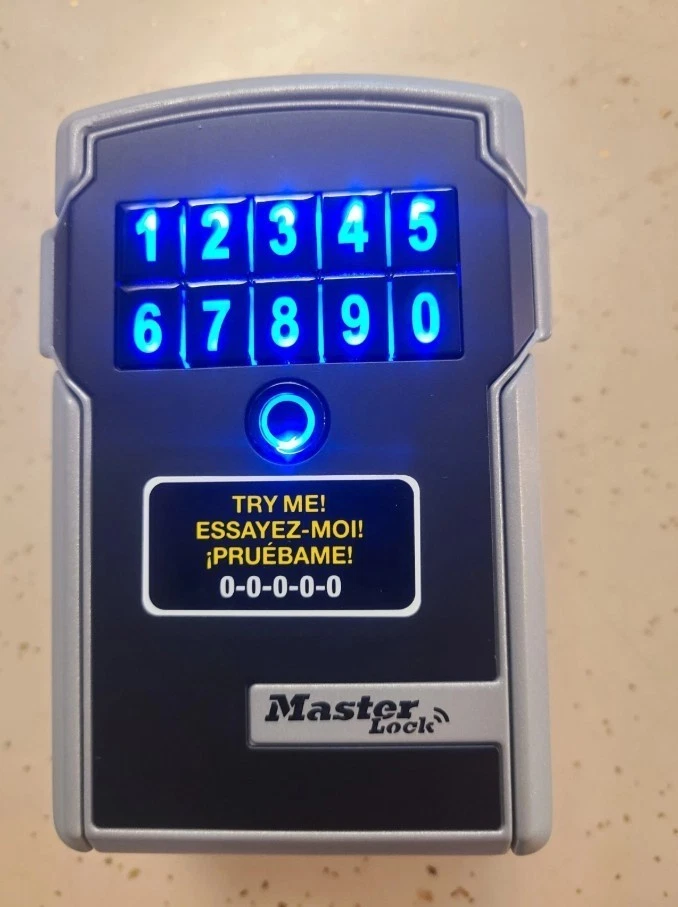 1 2 3 4 5
6 7 8 9 0
TRY ME!
ESSAYEZ-MOI!
¡PRUÉBAME!
0-0-0-0-0
Master
Lock